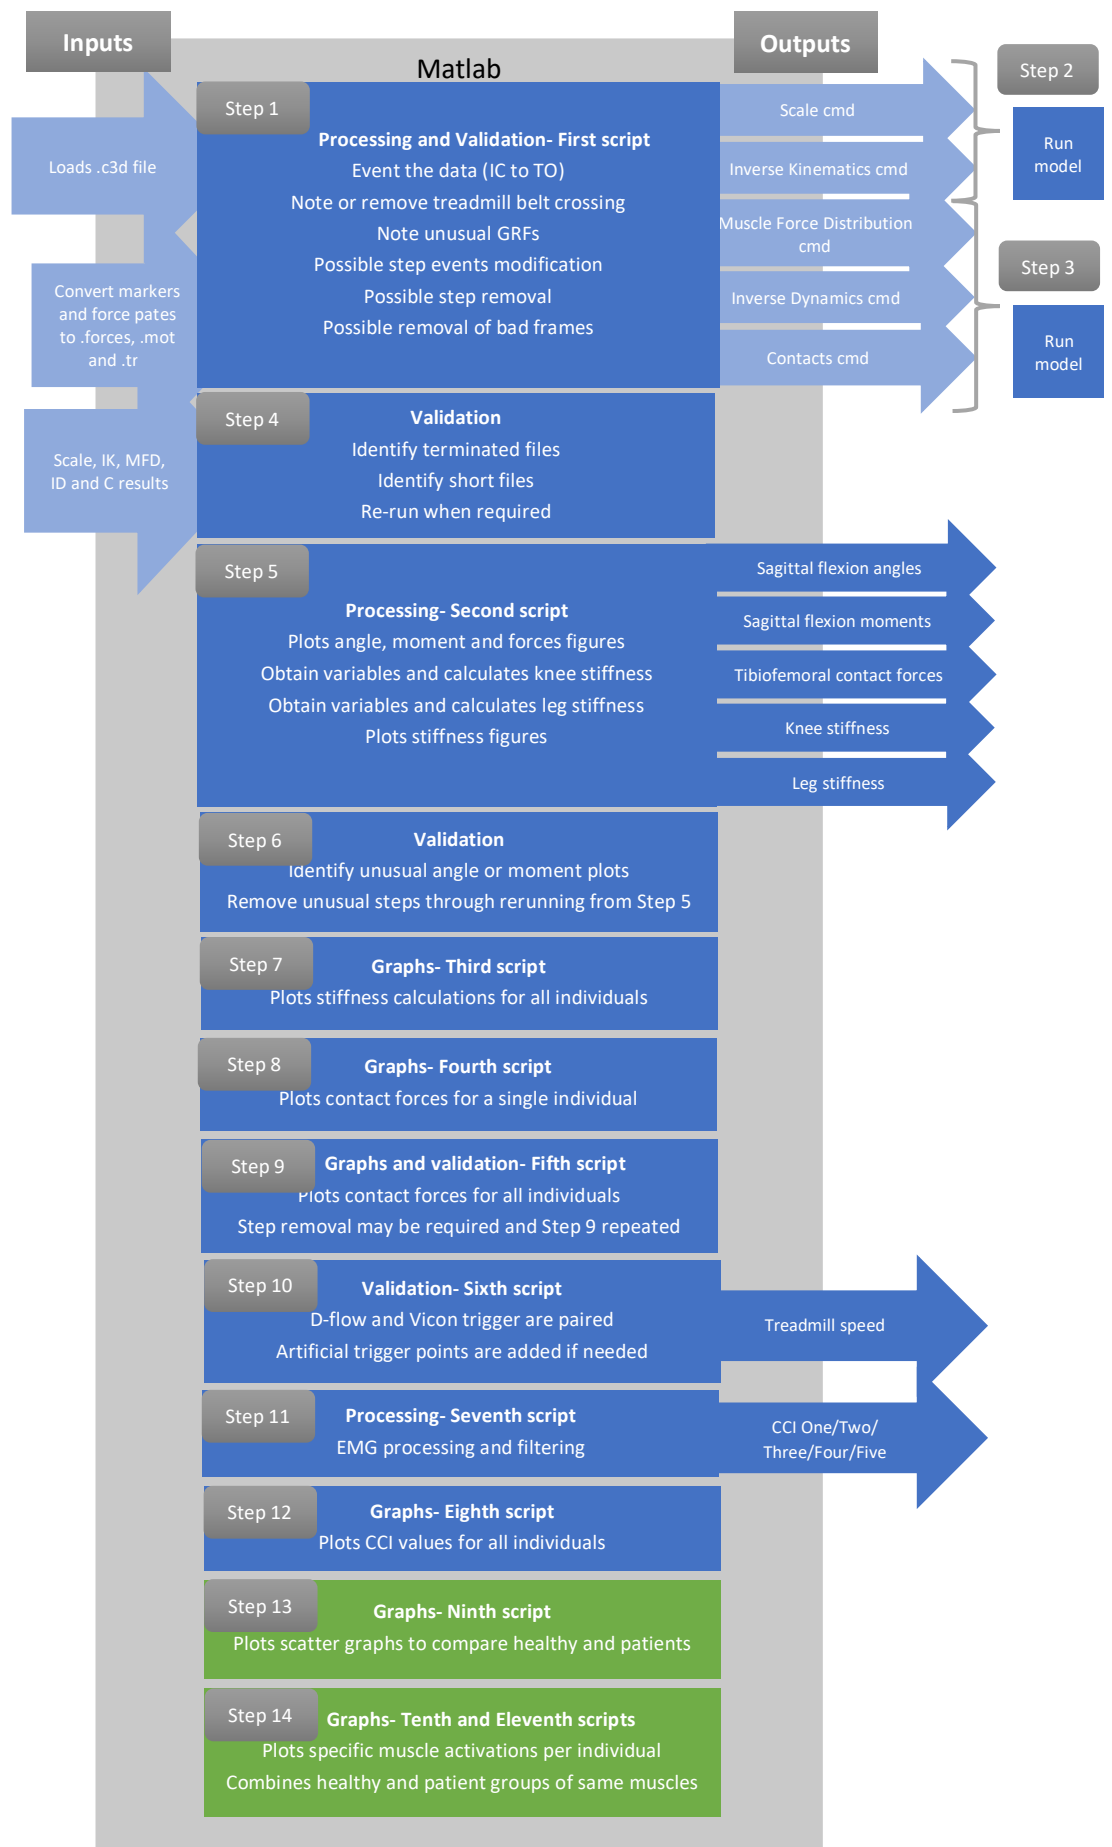 Inputs
Outputs
Matlab
Step 1
Processing and Validation- First script
Event the data (IC to TO)
Note or remove treadmill belt crossing
Note unusual GRFs
Possible step events modification
Possible step removal
Possible removal of bad frames
Loads .c3d file
Convert markers
and force pates
to .forces, .mot
and .tr
Scale, IK, MFD,
ID and C results
Scale cmd
Inverse Kinematics cmd
Muscle Force Distribution
cmd
Inverse Dynamics cmd
Contacts cmd
Step 2
Run
model
Step 3
Run
model
Step 4
Validation
Identify terminated files
Identify short files
Re-run when required
Step 5
Processing- Second script
Plots angle, moment and forces figures
Obtain variables and calculates knee stiffness
Obtain variables and calculates leg stiffness
Plots stiffness figures
Sagittal flexion angles
Sagittal flexion moments
Tibiofemoral contact forces
Knee stiffness
Leg stiffness
Step 6
Validation
Identify unusual angle or moment plots
Remove unusual steps through rerunning from Step 5
Step 7
Graphs- Third script
Plots stiffness calculations for all individuals
Step 8
Graphs- Fourth script
Plots contact forces for a single individual
Step 9
Graphs and validation- Fifth script
Plots contact forces for all individuals
Step removal may be required and Step 9 repeated
Step 10
Validation- Sixth script
D-flow and Vicon trigger are paired
Artificial trigger points are added if needed
Treadmill speed
Step 11
Processing- Seventh script
EMG processing and filtering
CCI One/Two/
Three/Four/Five
Step 12
Graphs- Eighth script
Plots CCI values for all individuals
Step 13
Graphs- Ninth script
Plots scatter graphs to compare healthy and patients
Step 14
Graphs- Tenth and Eleventh scripts
Plots specific muscle activations per individual
Combines healthy and patient groups of same muscles